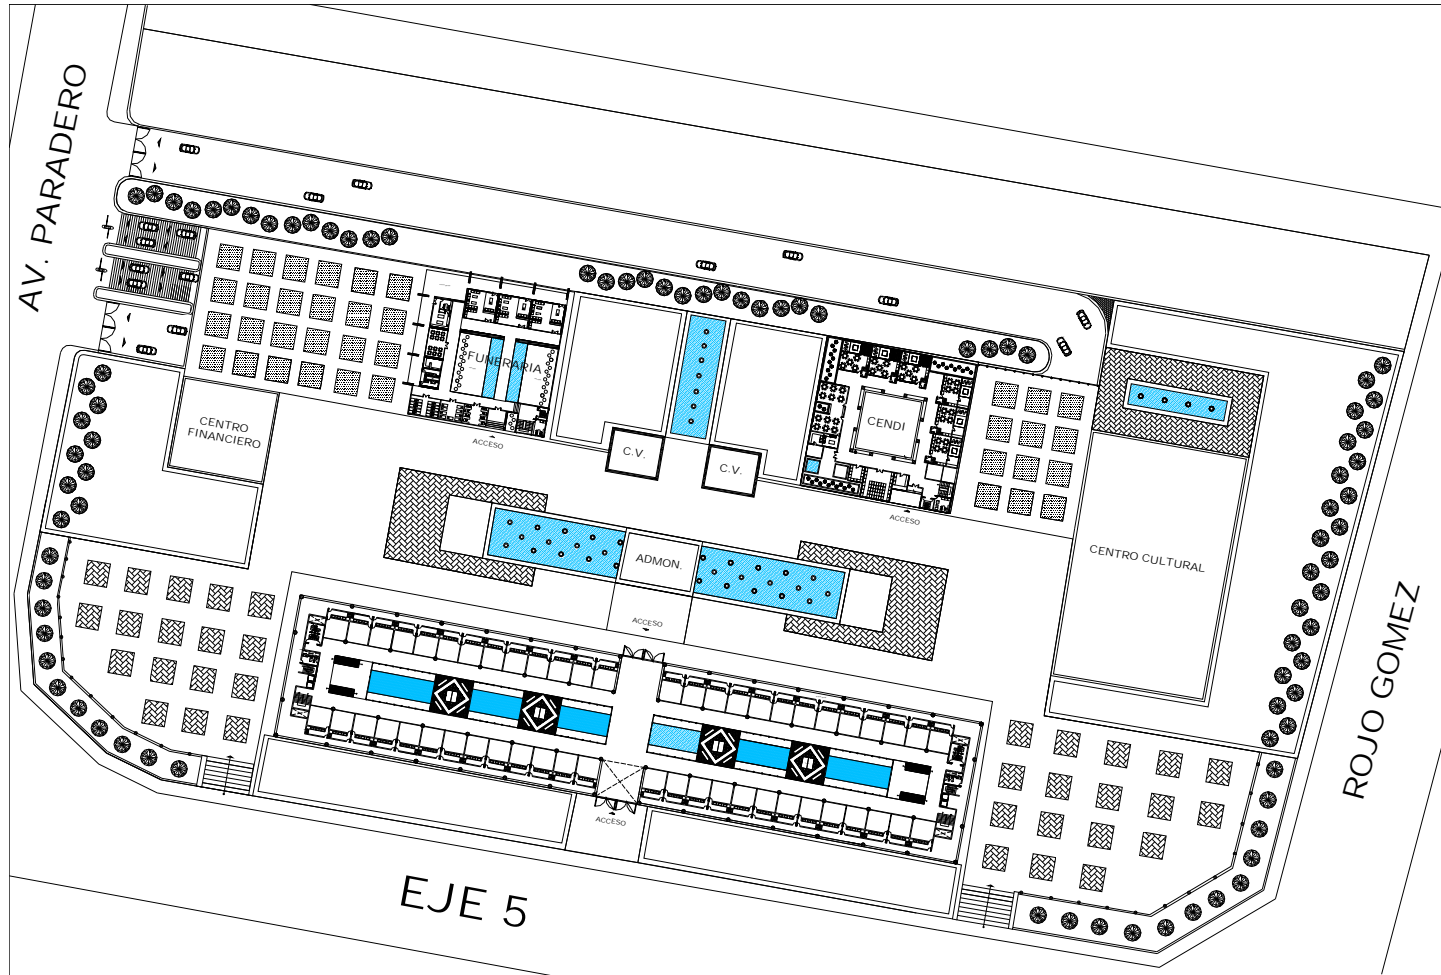 AV. PARADERO
FUNERARIA
CENTRO
FINANCIERO
ACCESO
C.V.
C.V.
CENDI
ACCESO
CENTRO CULTURAL
ADMON.
ACCESO
ROJO GOMEZ
ACCESO
EJE 5